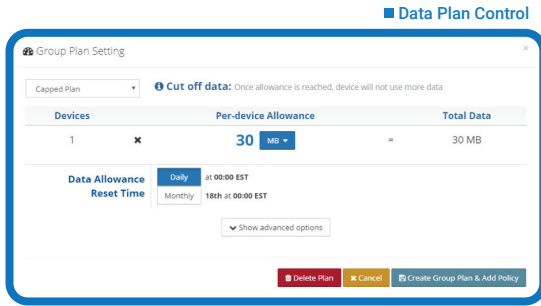 Data Plan Control
Group Plan Setting ×
Capped Plan Cut off data: Once allowance is reached, device will not use more data
Devices Per-device Allowance Total Data
1 × 30 MB = 30 MB
Data Allowance Daily at 00:00 EST
Reset Time Monthly 18th at 00:00 EST
Show advanced options
Delete Plan × Cancel Create Group Plan & Add Policy